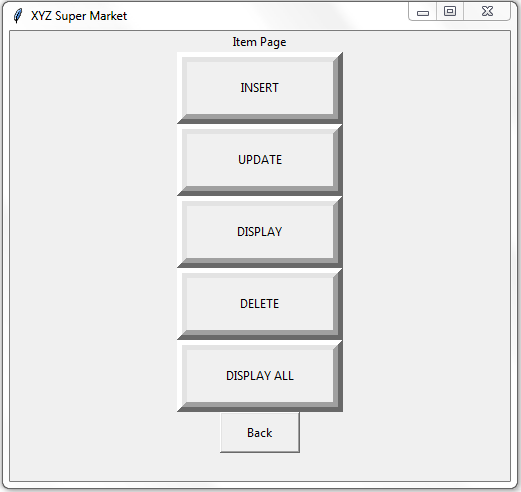 XYZ Super Market
Item Page
INSERT
UPDATE
DISPLAY
DELETE
DISPLAY ALL
Back